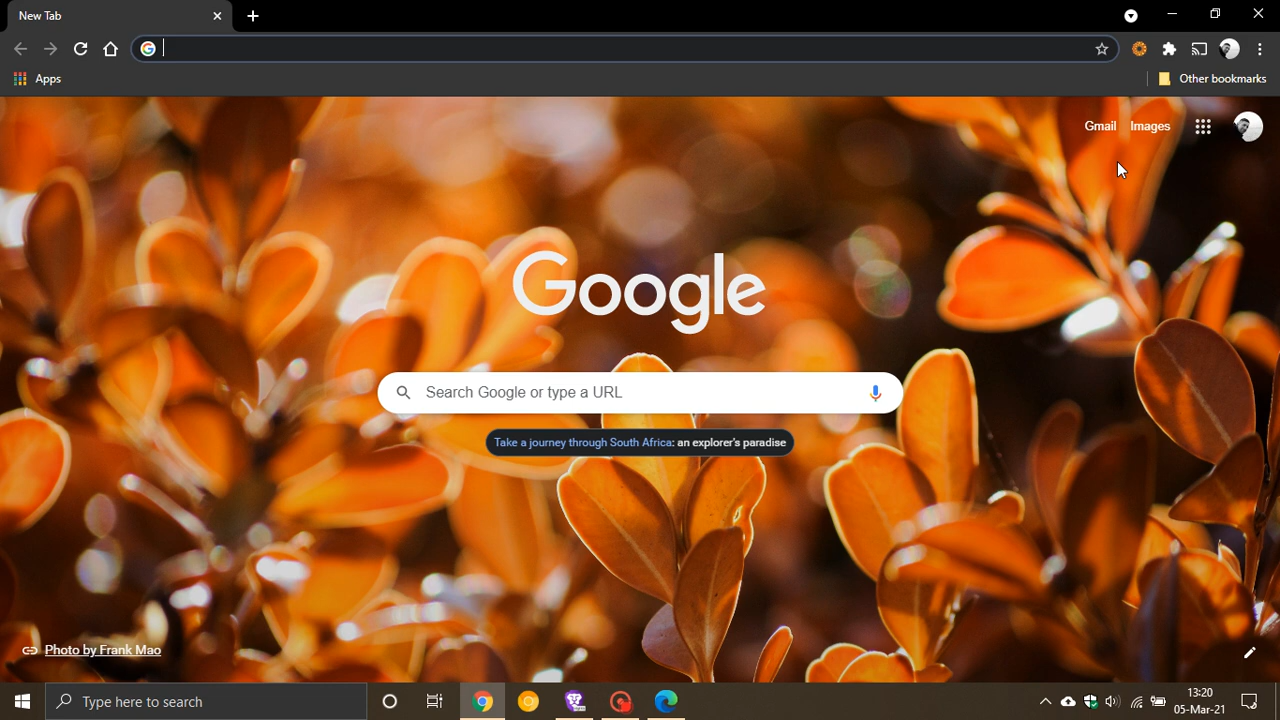 New Tab
Apps
Other bookmarks
Gmail Images
Google
Search Google or type a URL
Take a journey through South Africa: an explorer's paradise
Photo by Frank Mao
Type here to search
13:20
05-Mar-21